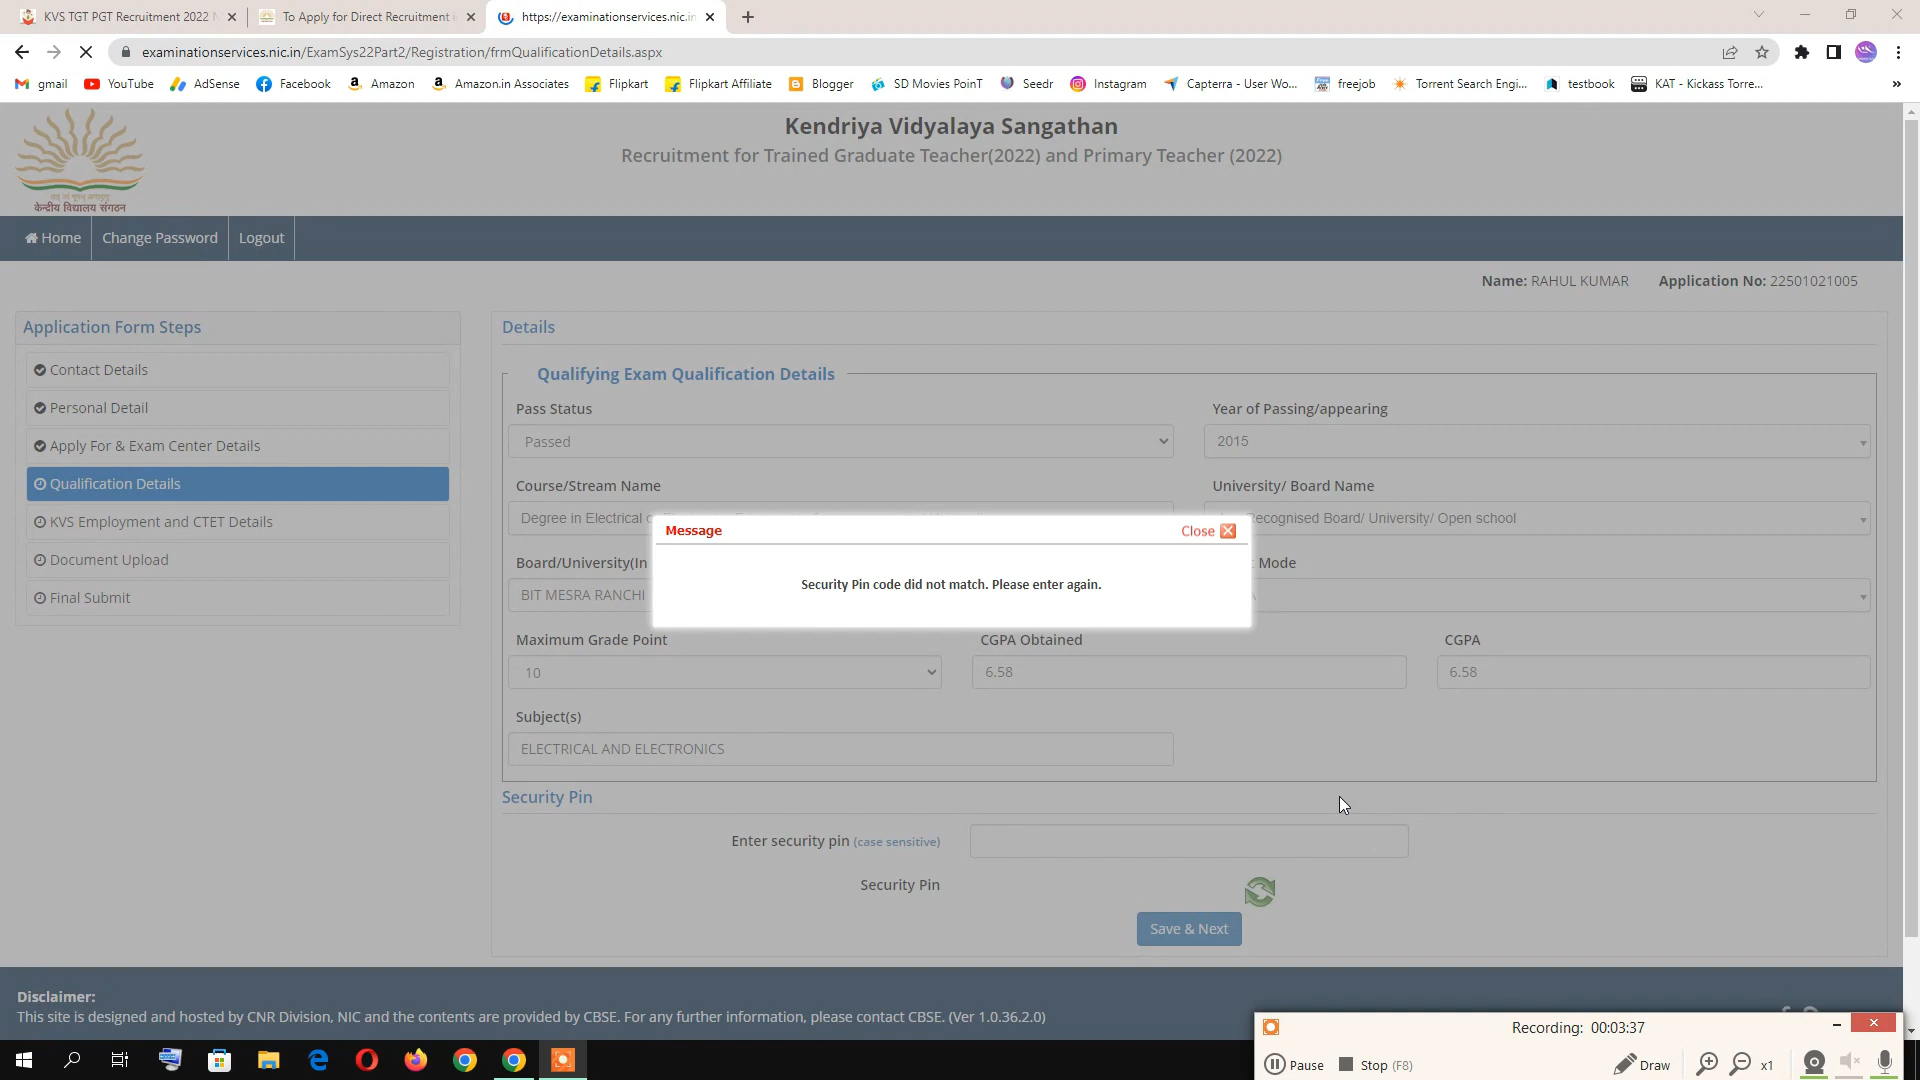 KVS TGT PGT Recruitment 2022 N
To Apply for Direct Recruitment i
https://examinationservices.nic.in
examinationservices.nic.in/ExamSys22Part2/Registration/frmQualificationDetails.aspx
gmail YouTube AdSense Facebook Amazon Amazon.in Associates Flipkart Flipkart Affiliate Blogger SD Movies PoinT Seedr Instagram Capterra - User Wo... freejob Torrent Search Engi... testbook KAT - Kickass Torre... »
Kendriya Vidyalaya Sangathan
Recruitment for Trained Graduate Teacher(2022) and Primary Teacher (2022)
केन्द्रीय विद्यालय संगठन
Home Change Password Logout
Name: RAHUL KUMAR Application No: 22501021005
Application Form Steps
Contact Details
Personal Detail
Apply For & Exam Center Details
Qualification Details
KVS Employment and CTET Details
Document Upload
Final Submit
Details
Qualifying Exam Qualification Details
Pass Status Year of Passing/appearing
Passed 2015
Course/Stream Name University/ Board Name
Degree in Electrical Recognised Board/ University/ Open school
Message Close
Security Pin code did not match. Please enter again.
Board/University(In Mode
BIT MESRA RANCHI
Maximum Grade Point CGPA Obtained CGPA
10 6.58 6.58
Subject(s)
ELECTRICAL AND ELECTRONICS
Security Pin
Enter security pin (case sensitive)
Security Pin
Save & Next
Disclaimer:
This site is designed and hosted by CNR Division, NIC and the contents are provided by CBSE. For any further information, please contact CBSE. (Ver 1.0.36.2.0)
Recording: 00:03:37
Pause Stop (F8) Draw x1